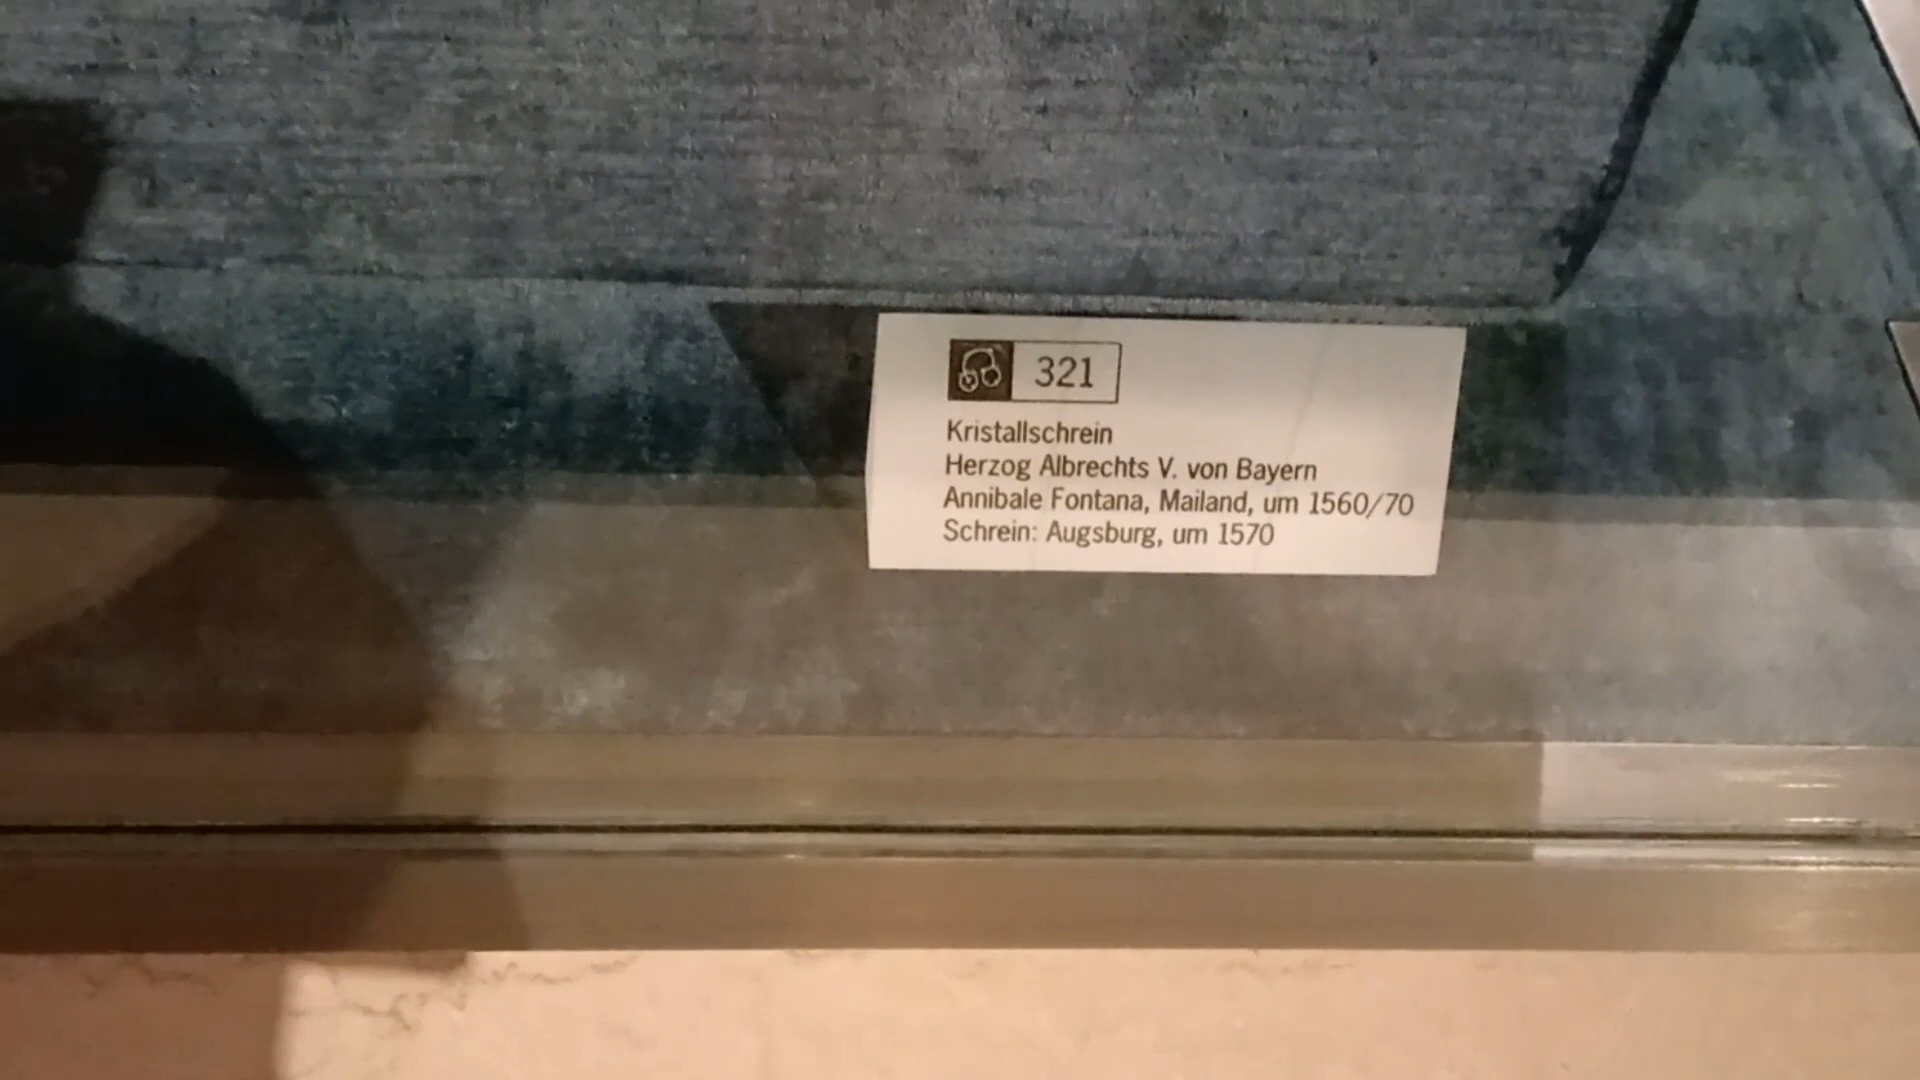 321
Kristallschrein
Herzog Albrechts V. von Bayern
Annibale Fontana, Mailand, um 1560/70
Schrein: Augsburg, um 1570